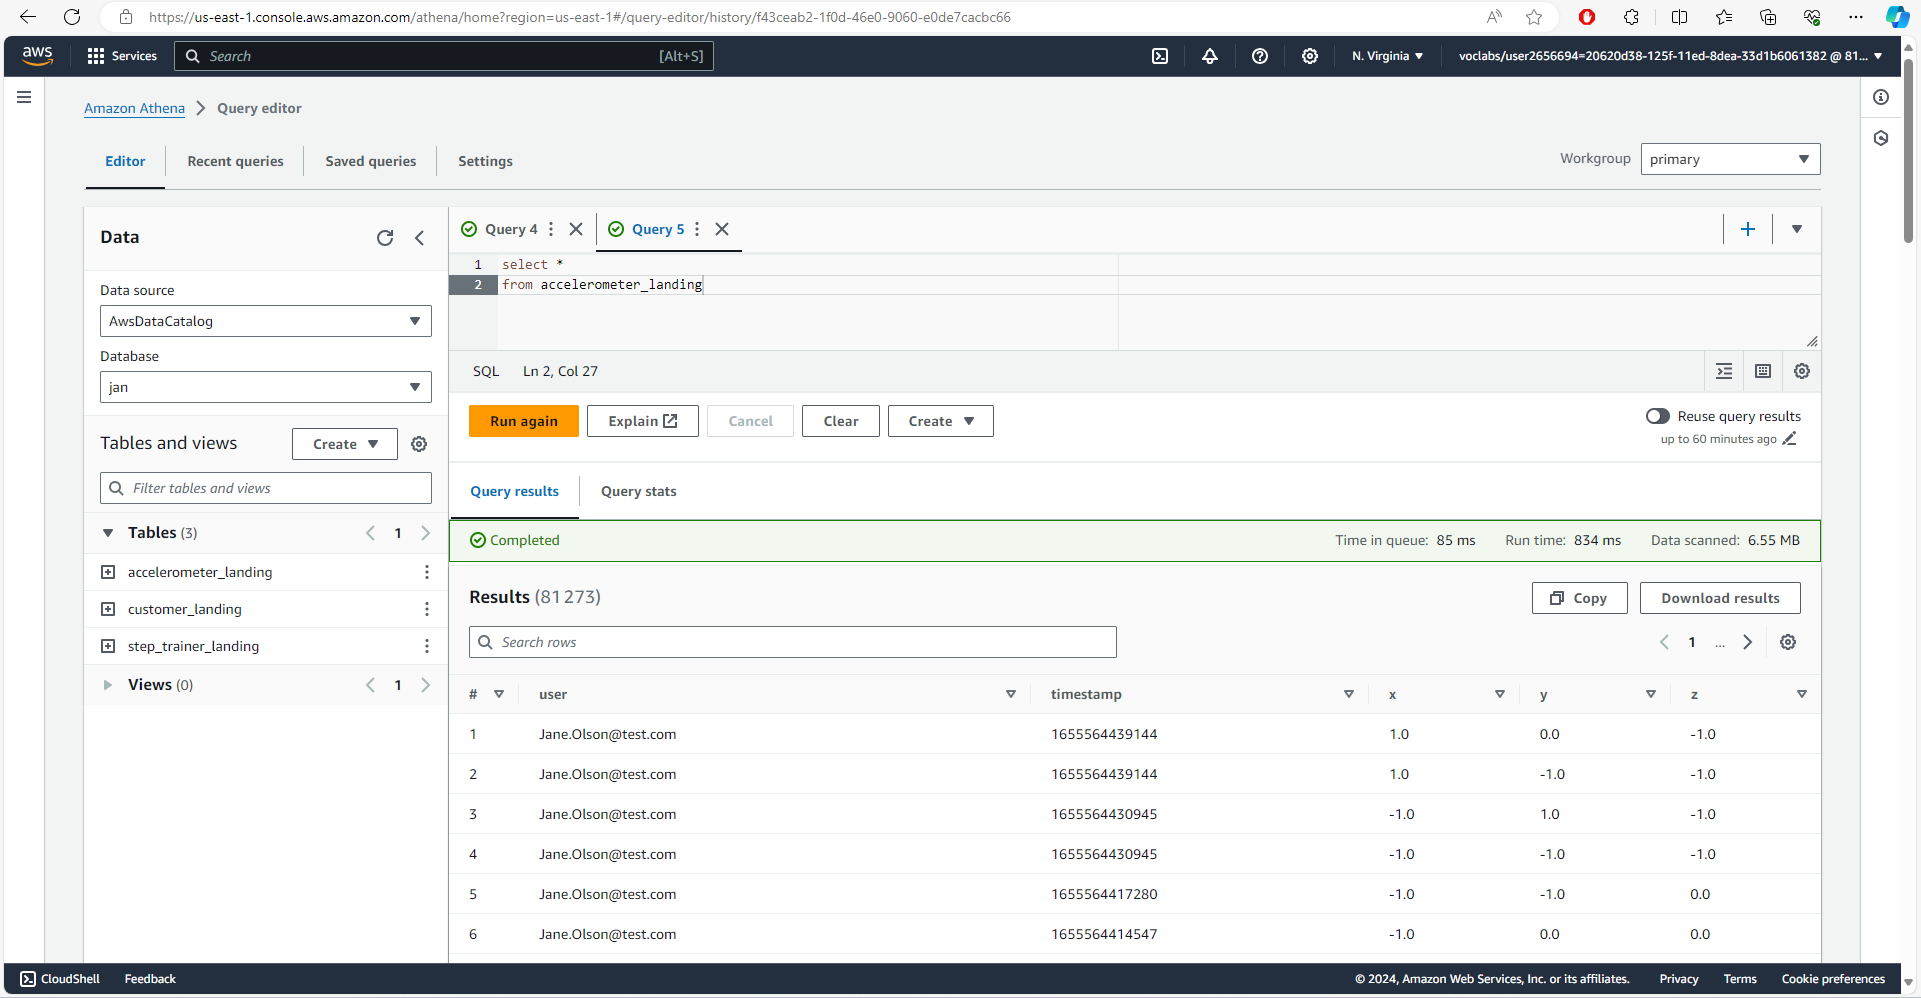 https://us-east-1.console.aws.amazon.com/athena/home?region=us-east-1#/query-editor/history/f43ceab2-1f0d-46e0-9060-e0de7cacbc66
aws Services Search [Alt+S] N. Virginia voclabs/user2656694=20620d38-125f-11ed-8dea-33d1b6061382 @ 81...
Amazon Athena Query editor
Editor Recent queries Saved queries Settings Workgroup primary
Data
Data source
AwsDataCatalog
Database
jan
Tables and views Create
Filter tables and views
Tables (3) 1
accelerometer_landing
customer_landing
step_trainer_landing
Views (0) 1
Query 4 Query 5
1 select *
2 from accelerometer_landing
SQL Ln 2, Col 27
Run again Explain Cancel Clear Create Reuse query results
up to 60 minutes ago
Query results Query stats
Completed Time in queue: 85 ms Run time: 834 ms Data scanned: 6.55 MB
Results (81 273) Copy Download results
Search rows 1 ...
# user timestamp x y z
1 Jane.Olson@test.com 1655564439144 1.0 0.0 -1.0
2 Jane.Olson@test.com 1655564439144 1.0 -1.0 -1.0
3 Jane.Olson@test.com 1655564430945 -1.0 1.0 -1.0
4 Jane.Olson@test.com 1655564430945 -1.0 -1.0 -1.0
5 Jane.Olson@test.com 1655564417280 -1.0 -1.0 0.0
6 Jane.Olson@test.com 1655564414547 -1.0 0.0 0.0
CloudShell Feedback © 2024, Amazon Web Services, Inc. or its affiliates. Privacy Terms Cookie preferences